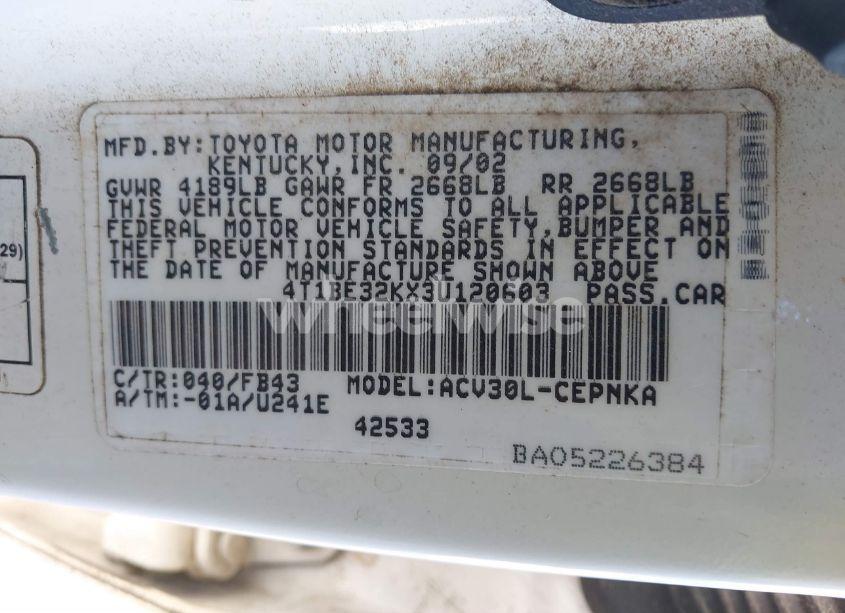 MFD.BY:TOYOTA MOTOR MANUFACTURING,
KENTUCKY,INC. 09/02
GVWR 4189LB GAWR FR 2668LB RR 2668LB
THIS VEHICLE CONFORMS TO ALL APPLICABLE
FEDERAL MOTOR VEHICLE SAFETY,BUMPER AND
THEFT PREVENTION STANDARDS IN EFFECT ON
THE DATE OF MANUFACTURE SHOWN ABOVE
4T1BE32KX3U120603 PASS.CAR
wheelwise
C/TR:040/FB43 MODEL:ACV30L-CEPNKA
A/TM:-01A/U241E
42533
BA05226384
29)